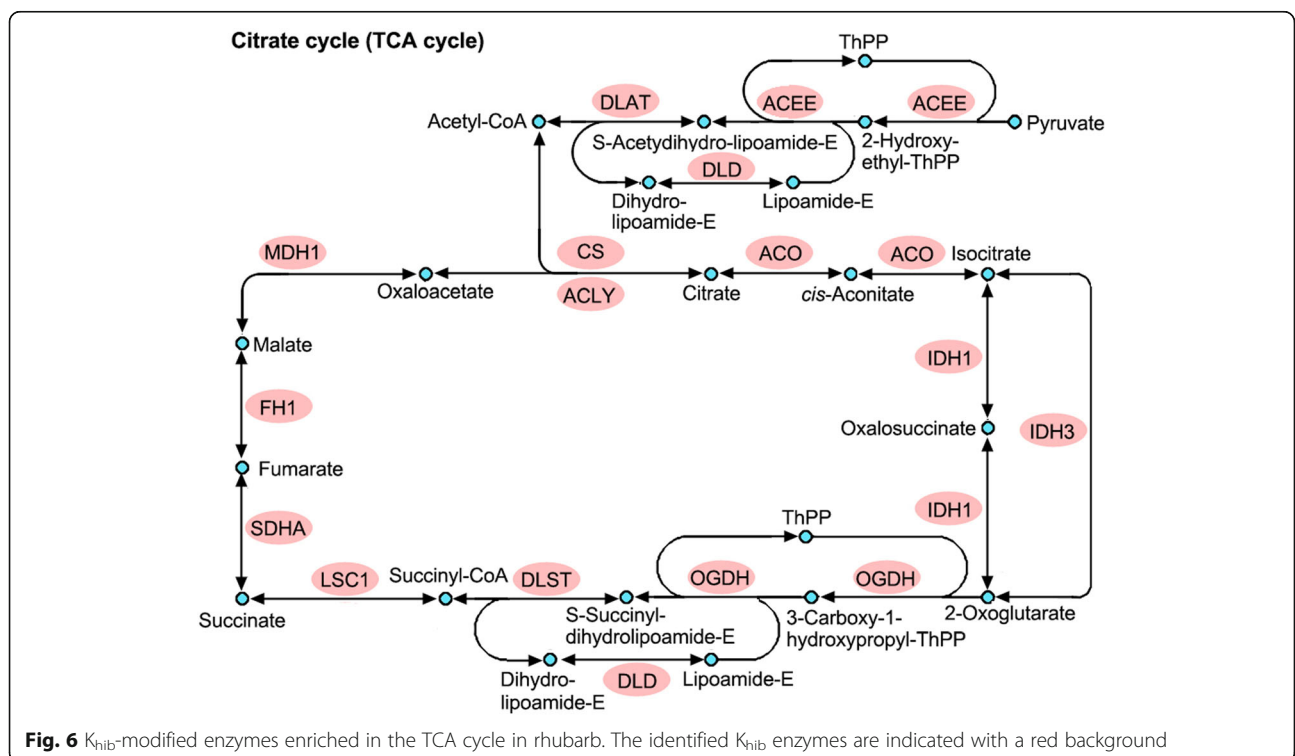 Citrate cycle (TCA cycle)
ThPP
DLAT
ACEE
ACEE
Acetyl-CoA
S-Acetydihydro-lipoamide-E
2-Hydroxy-
ethyl-ThPP
Pyruvate
DLD
Dihydro-
lipoamide-E
Lipoamide-E
MDH1
CS
ACO
ACO
Isocitrate
Oxaloacetate
ACLY
Citrate
cis-Aconitate
Malate
IDH1
FH1
Oxalosuccinate
IDH3
Fumarate
IDH1
SDHA
ThPP
LSC1
Succinyl-CoA
DLST
OGDH
OGDH
Succinate
S-Succinyl-
dihydrolipoamide-E
3-Carboxy-1-
hydroxypropyl-ThPP
2-Oxoglutarate
Dihydro-
lipoamide-E
DLD
Lipoamide-E
Fig. 6 Khib-modified enzymes enriched in the TCA cycle in rhubarb. The identified Khib enzymes are indicated with a red background